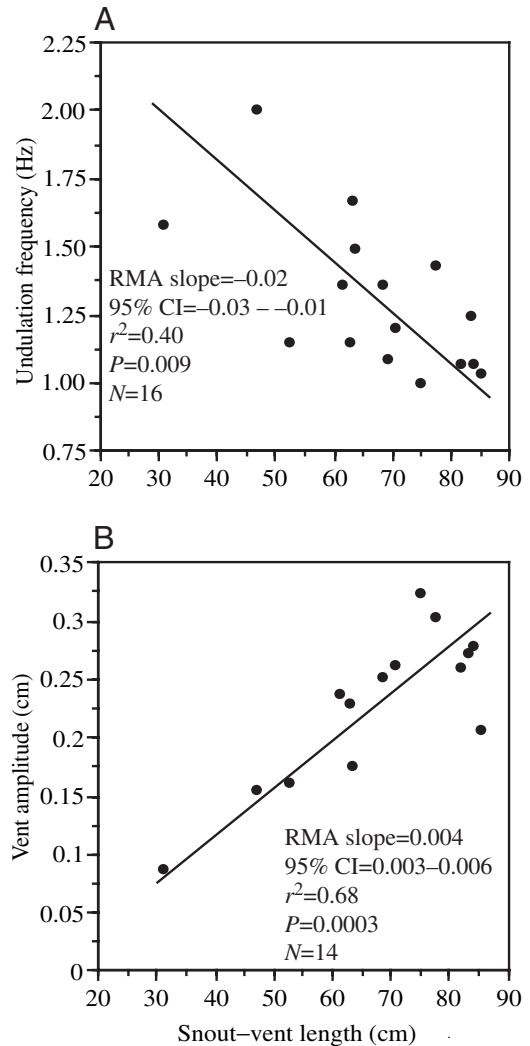 A
2.25
2.00
1.75
1.50
1.25
1.00
0.75
Undulation frequency (Hz)
RMA slope=–0.02
95% CI=–0.03 – –0.01
r²=0.40
P=0.009
N=16
20 30 40 50 60 70 80 90
B
0.35
0.3
0.25
0.2
0.15
0.1
0.05
0
Vent amplitude (cm)
RMA slope=0.004
95% CI=0.003–0.006
r²=0.68
P=0.0003
N=14
20 30 40 50 60 70 80 90
Snout–vent length (cm)